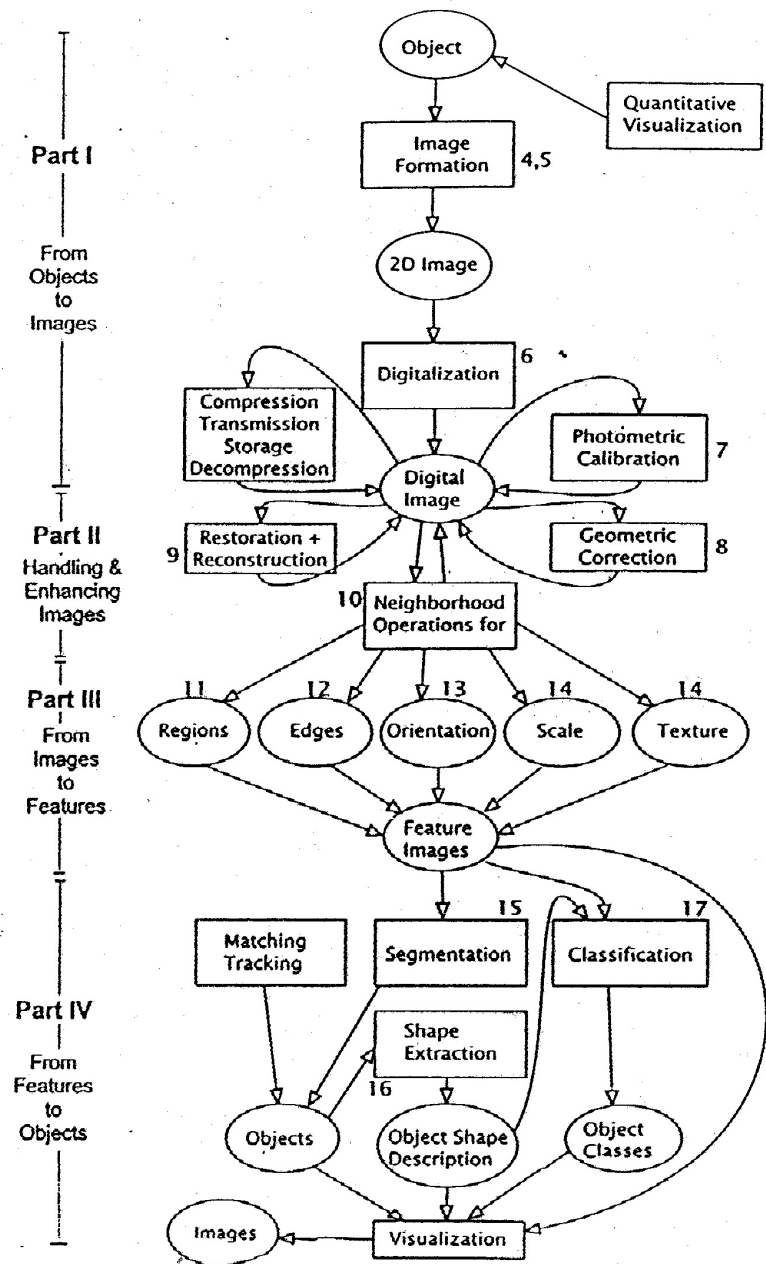 Object
Quantitative
Visualization
Part I
Image
Formation
4,5
From
Objects
to
Images
2D Image
Digitalization
6
Compression
Transmission
Storage
Decompression
Photometric
Calibration
7
Digital
Image
Part II
Handling &
Enhancing
Images
9
Restoration +
Reconstruction
Geometric
Correction
8
10
Neighborhood
Operations for
Part III
From
Images
to
Features
11
12
13
14
14
Regions
Edges
Orientation
Scale
Texture
Feature
Images
15
17
Matching
Tracking
Segmentation
Classification
Part IV
From
Features
to
Objects
Shape
Extraction
16
Objects
Object Shape
Description
Object
Classes
Images
Visualization